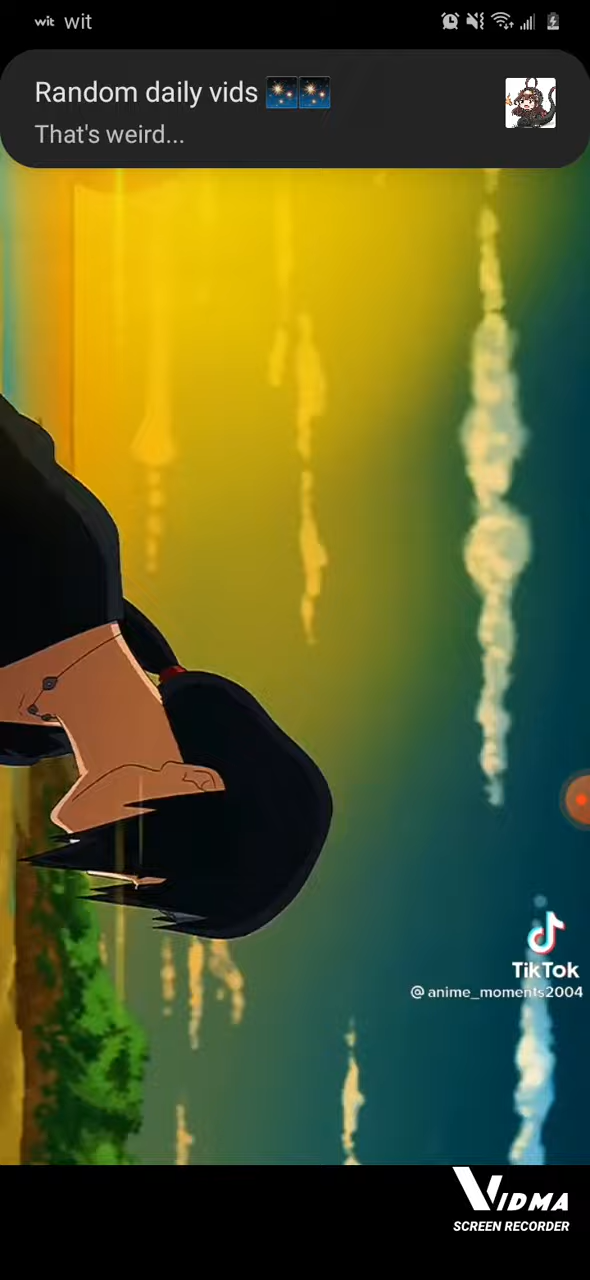 wit wit
Random daily vids 🎇🎇
That's weird...
TikTok
@anime_moments2004
VIDMA
SCREEN RECORDER